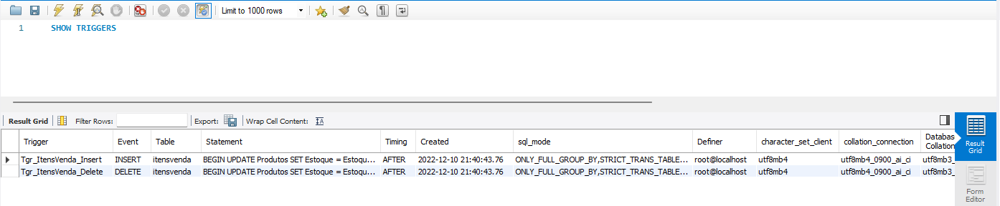 Limit to 1000 rows
1 SHOW TRIGGERS
Result Grid Filter Rows: Export: Wrap Cell Content:
Trigger Event Table Statement Timing Created sql_mode Definer character_set_client collation_connection Database Collation
Tgr_ItensVenda_Insert INSERT itensvenda BEGIN UPDATE Produtos SET Estoque = Estoqu... AFTER 2022-12-10 21:40:43.76 ONLY_FULL_GROUP_BY,STRICT_TRANS_TABLE... root@localhost utf8mb4 utf8mb4_0900_ai_ci utf8mb3_
Tgr_ItensVenda_Delete DELETE itensvenda BEGIN UPDATE Produtos SET Estoque = Estoqu... AFTER 2022-12-10 21:40:43.76 ONLY_FULL_GROUP_BY,STRICT_TRANS_TABLE... root@localhost utf8mb4 utf8mb4_0900_ai_ci utf8mb3_
Result
Grid
Form
Editor